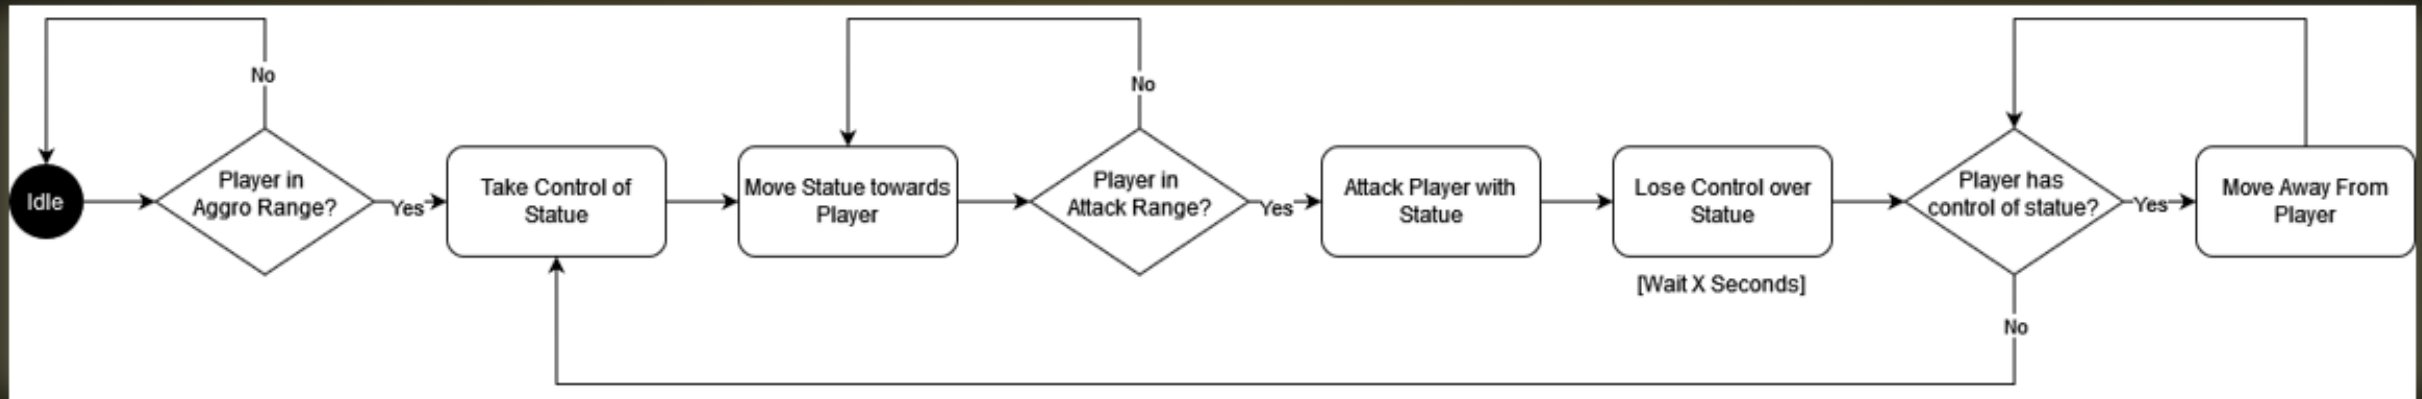 Idle
No
Player in
Aggro Range?
Yes
Take Control of
Statue
Move Statue towards
Player
No
Player in
Attack Range?
Yes
Attack Player with
Statue
Lose Control over
Statue
[Wait X Seconds]
Player has
control of statue?
Yes
No
Move Away From
Player